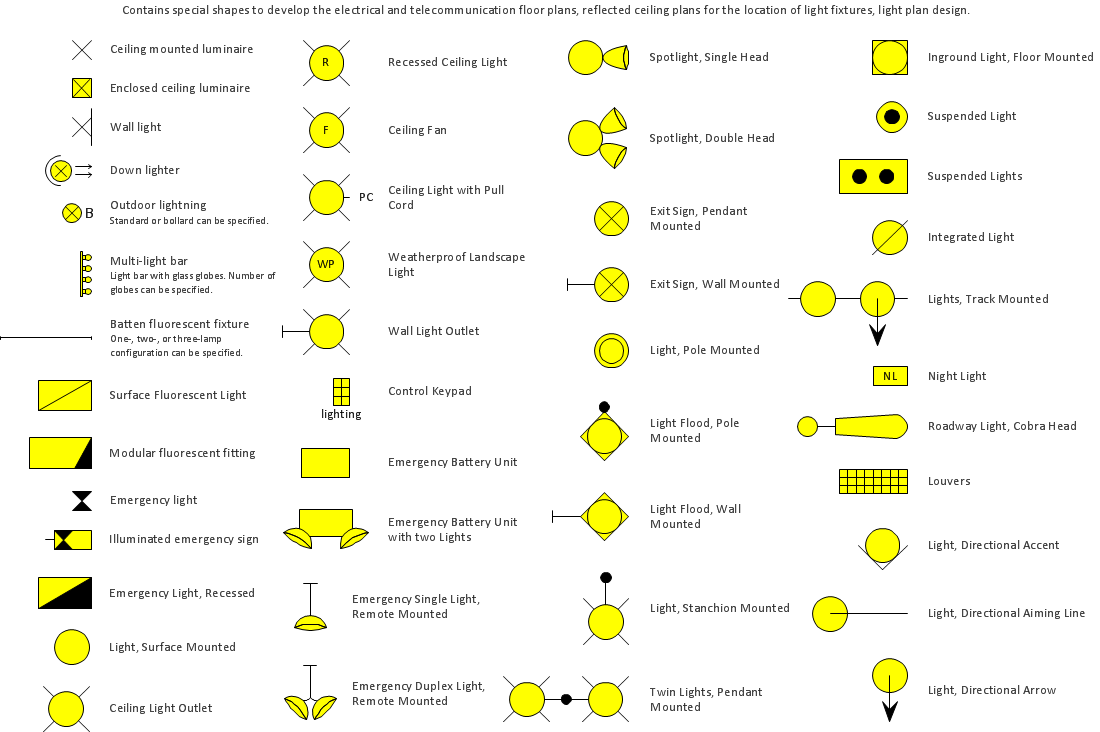 Contains special shapes to develop the electrical and telecommunication floor plans, reflected ceiling plans for the location of light fixtures, light plan design.
Ceiling mounted luminaire
Enclosed ceiling luminaire
Wall light
Down lighter
B
Outdoor lightning
Standard or bollard can be specified.
Multi-light bar
Light bar with glass globes. Number of
globes can be specified.
Batten fluorescent fixture
One-, two-, or three-lamp
configuration can be specified.
Surface Fluorescent Light
Modular fluorescent fitting
Emergency light
Illuminated emergency sign
Emergency Light, Recessed
Light, Surface Mounted
Ceiling Light Outlet
R
Recessed Ceiling Light
F
Ceiling Fan
PC
Ceiling Light with Pull
Cord
WP
Weatherproof Landscape
Light
Wall Light Outlet
lighting
Control Keypad
Emergency Battery Unit
Emergency Battery Unit
with two Lights
Emergency Single Light,
Remote Mounted
Emergency Duplex Light,
Remote Mounted
Spotlight, Single Head
Spotlight, Double Head
Exit Sign, Pendant
Mounted
Exit Sign, Wall Mounted
Light, Pole Mounted
Light Flood, Pole
Mounted
Light Flood, Wall
Mounted
Light, Stanchion Mounted
Twin Lights, Pendant
Mounted
Inground Light, Floor Mounted
Suspended Light
Suspended Lights
Integrated Light
Lights, Track Mounted
NL
Night Light
Roadway Light, Cobra Head
Louvers
Light, Directional Accent
Light, Directional Aiming Line
Light, Directional Arrow